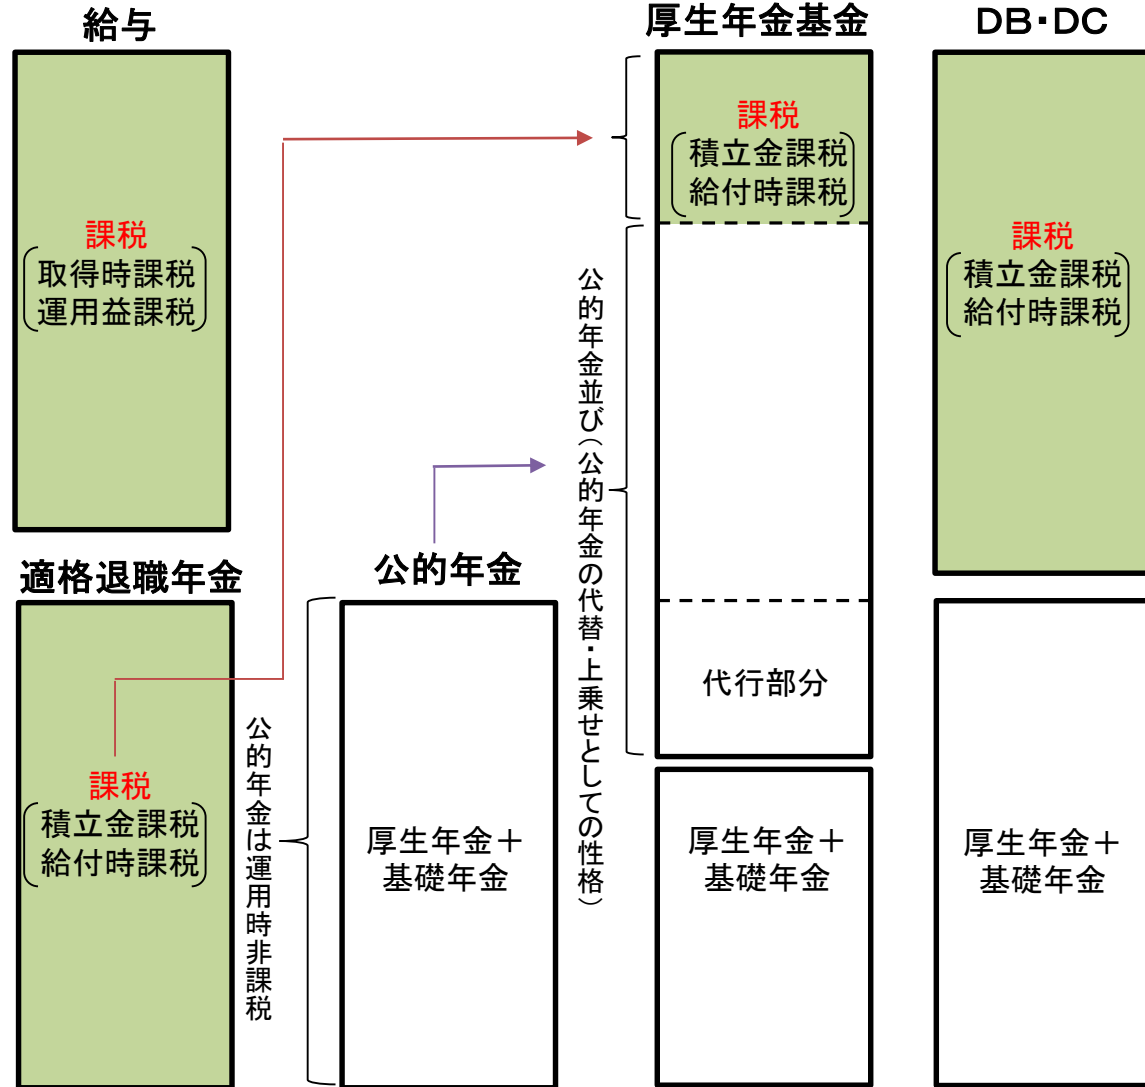 給与
課税
取得時課税
運用益課税
適格退職年金
課税
積立金課税
給付時課税
公的年金は運用時非課税
公的年金
厚生年金＋
基礎年金
公的年金並び（公的年金の代替・上乗せとしての性格）
厚生年金基金
課税
積立金課税
給付時課税
代行部分
厚生年金＋
基礎年金
DB・DC
課税
積立金課税
給付時課税
厚生年金＋
基礎年金